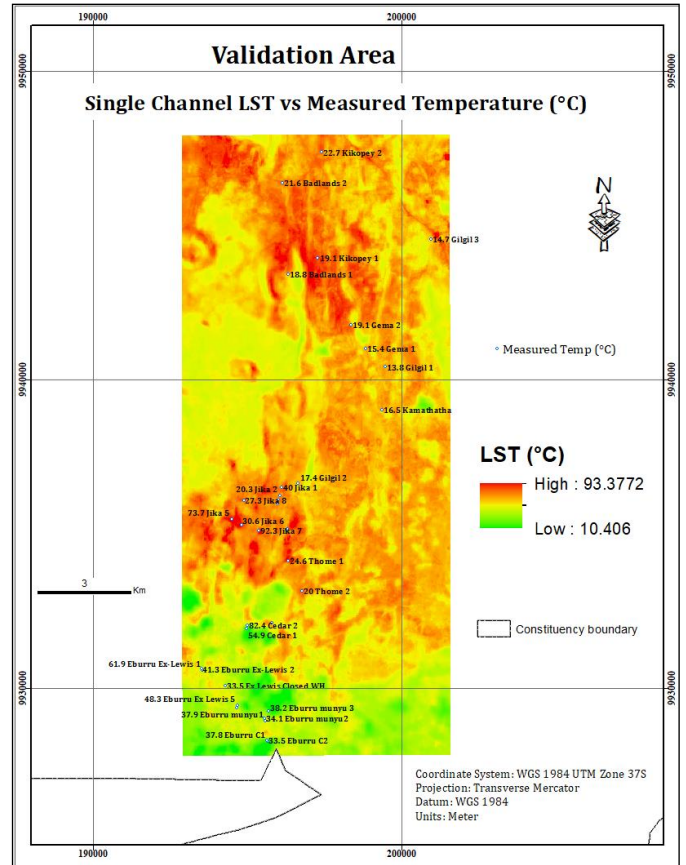 190000
200000
Validation Area
9950000
9950000
Single Channel LST vs Measured Temperature (°C)
22.7 Kikopey 2
21.6 Badlands 2
N
14.7 Gilgil 3
19.1 Kikopey 1
18.8 Badlands 1
19.1 Gema 2
15.4 Gema 1
Measured Temp (°C)
13.8 Gilgil 1
9940000
9940000
16.5 Kamathatha
LST (°C)
17.4 Gilgil 2
High : 93.3772
20.3 Jika 2
40 Jika 1
27.3 Jika 8
73.7 Jika 5
30.6 Jika 6
92.3 Jika 7
Low : 10.406
24.6 Thome 1
3
Km
20 Thome 2
82.4 Cedar 2
54.9 Cedar 1
Constituency boundary
61.9 Eburru Ex-Lewis 1
41.3 Eburru Ex-Lewis 2
33.5 Ex Lewis Closed WH
9930000
9930000
48.3 Eburru Ex Lewis 5
38.2 Eburru munyu 3
37.9 Eburru munyu 1
34.1 Eburru munyu2
37.8 Eburru C1
33.5 Eburru C2
Coordinate System: WGS 1984 UTM Zone 37S
Projection: Transverse Mercator
Datum: WGS 1984
Units: Meter
190000
200000